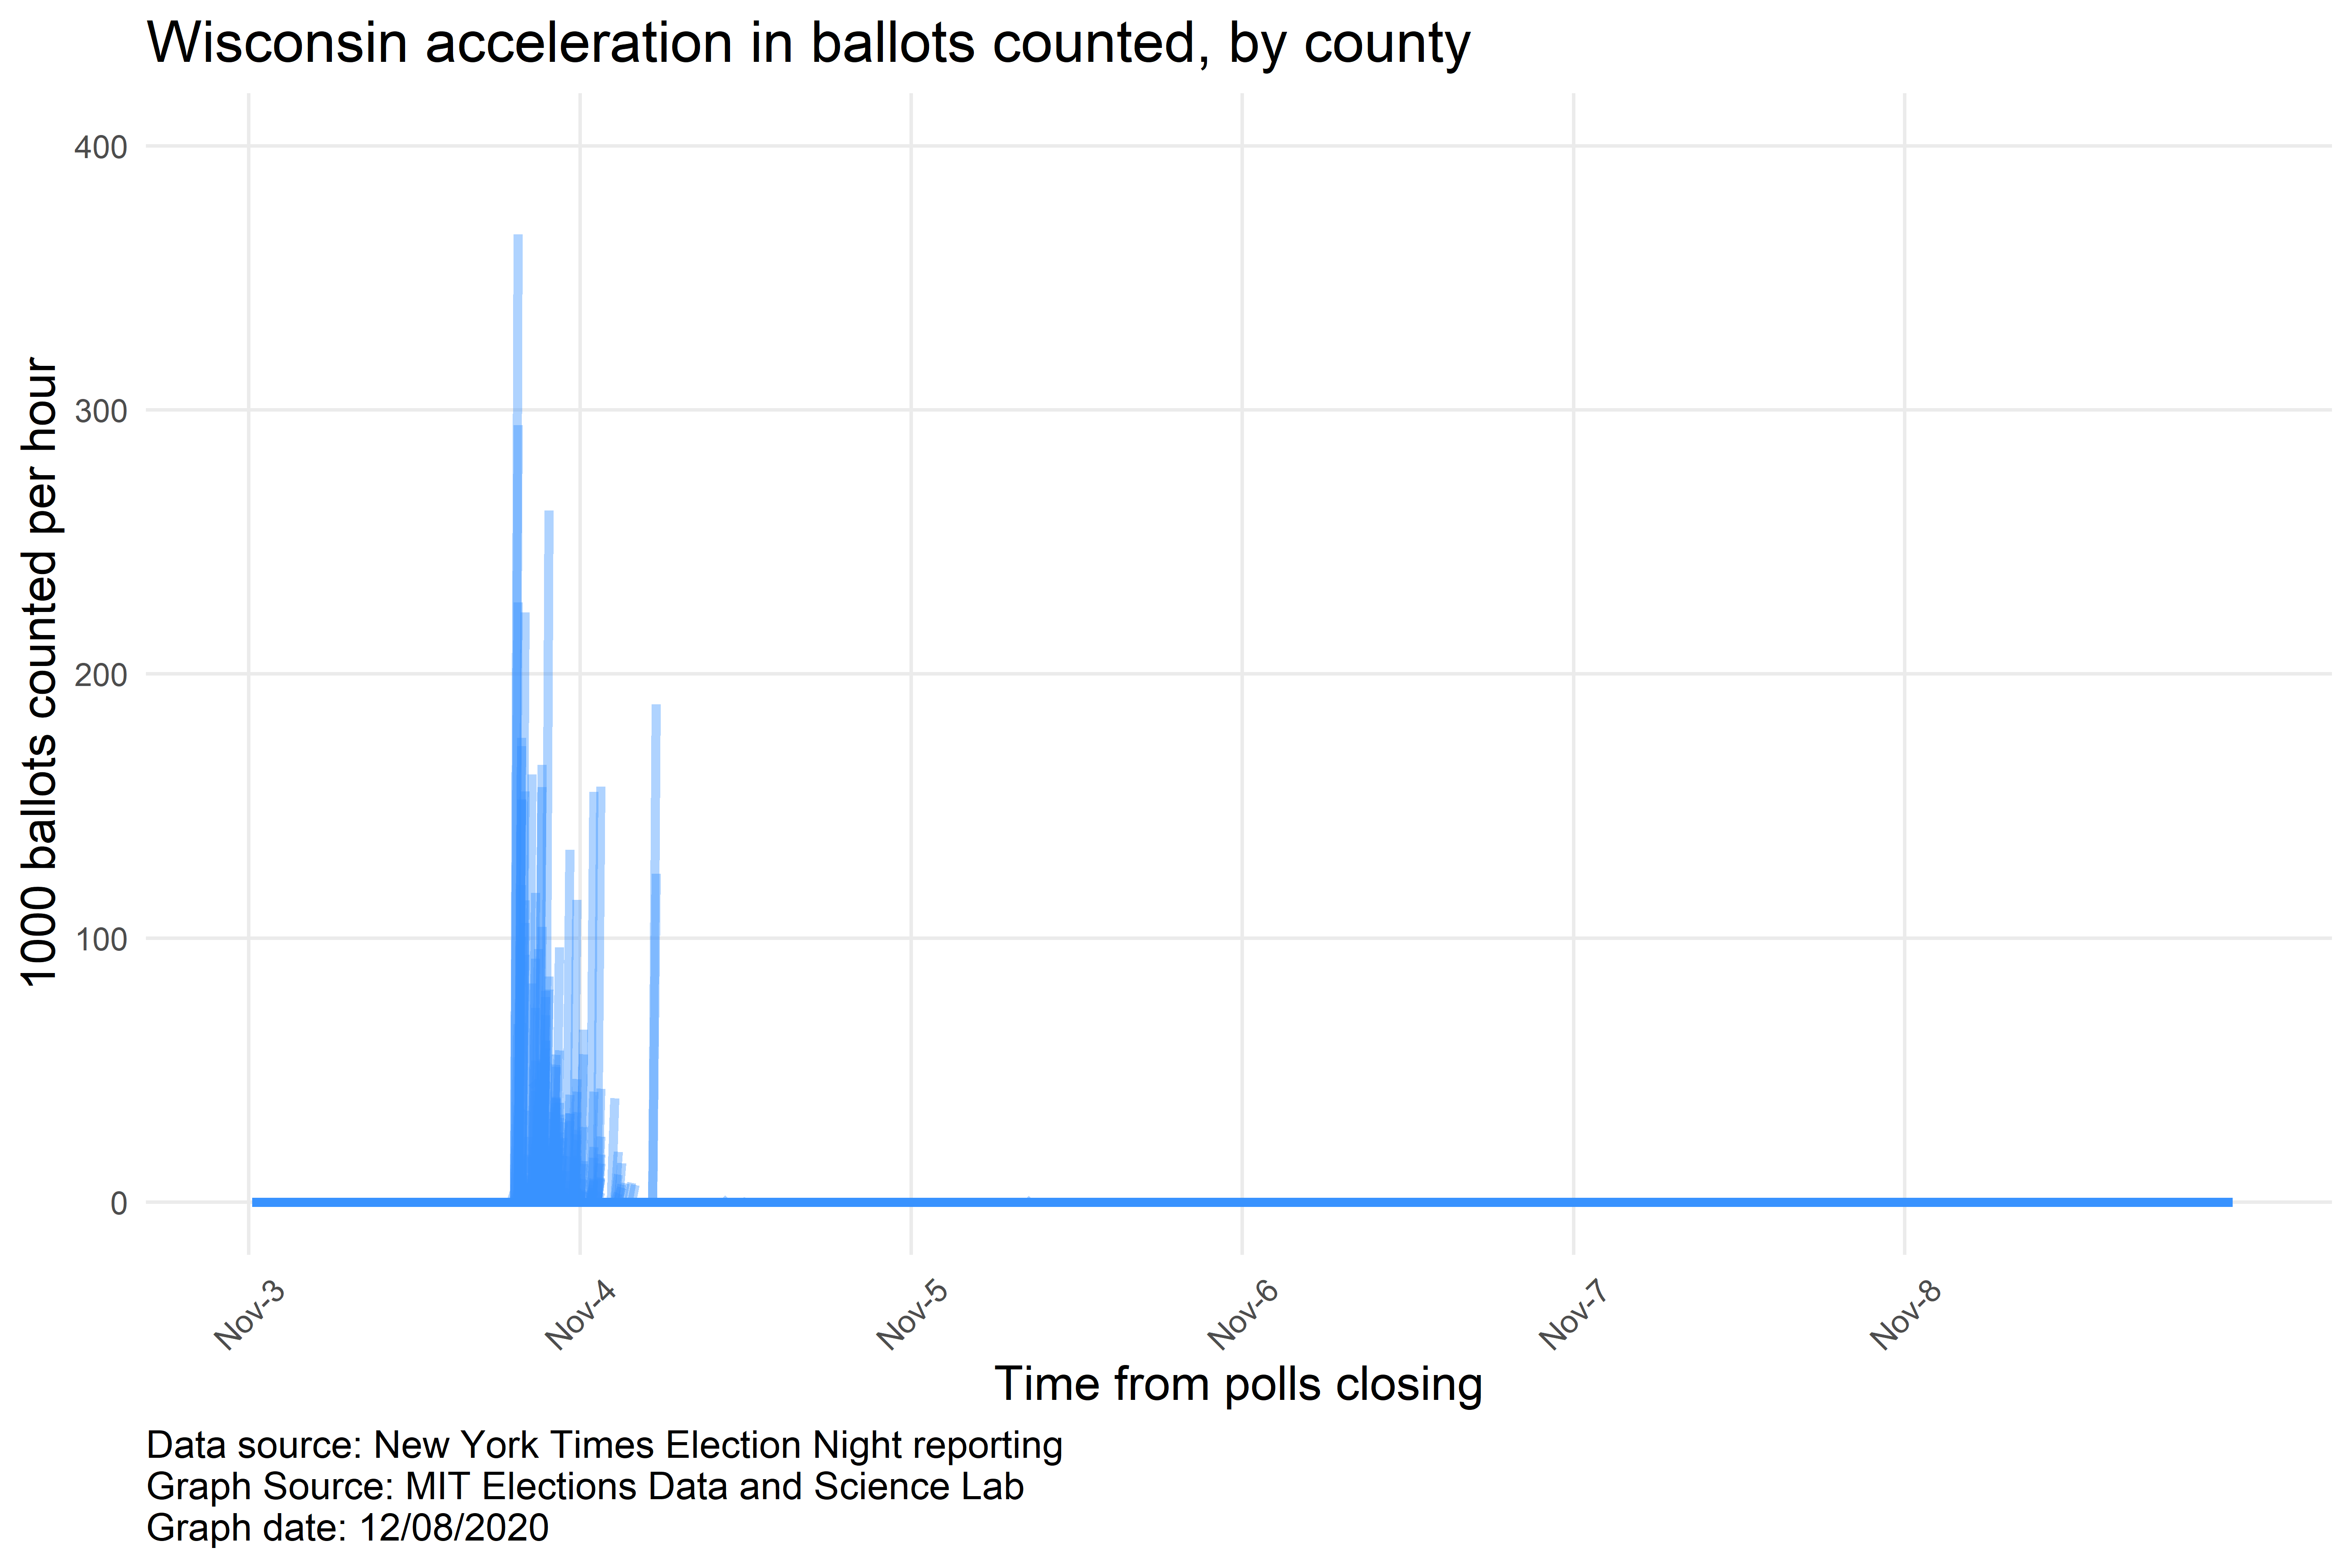 Wisconsin acceleration in ballots counted, by county
1000 ballots counted per hour
400
300
200
100
0
Nov-3
Nov-4
Nov-5
Nov-6
Nov-7
Nov-8
Time from polls closing
Data source: New York Times Election Night reporting
Graph Source: MIT Elections Data and Science Lab
Graph date: 12/08/2020